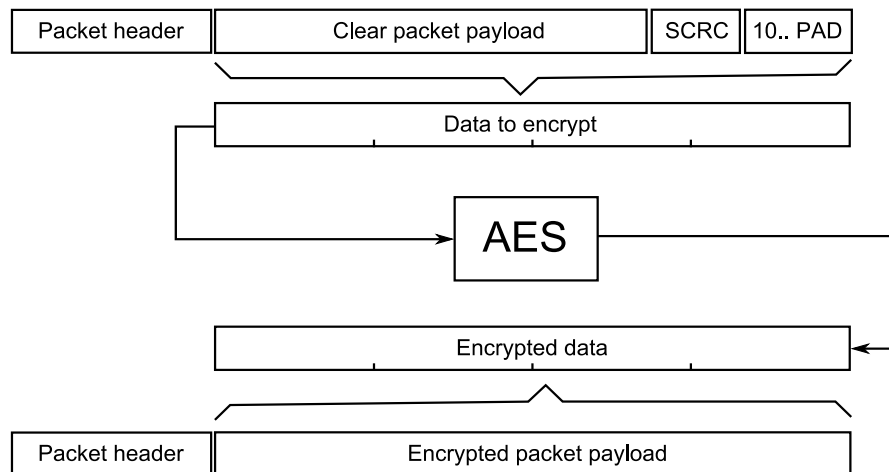 Packet header Clear packet payload SCRC 10.. PAD
Data to encrypt
AES
Encrypted data
Packet header Encrypted packet payload